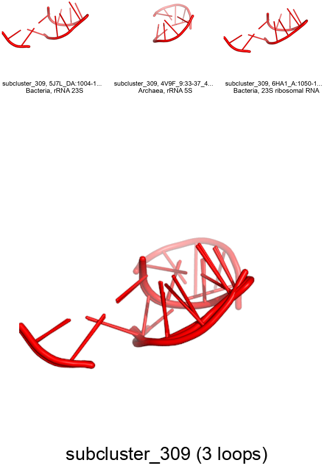 subcluster_309, 5J7L_DA:1004-1...
Bacteria, rRNA 23S
subcluster_309, 4V9F_9:33-37_4...
Archaea, rRNA 5S
subcluster_309, 6HA1_A:1050-1...
Bacteria, 23S ribosomal RNA
subcluster_309 (3 loops)